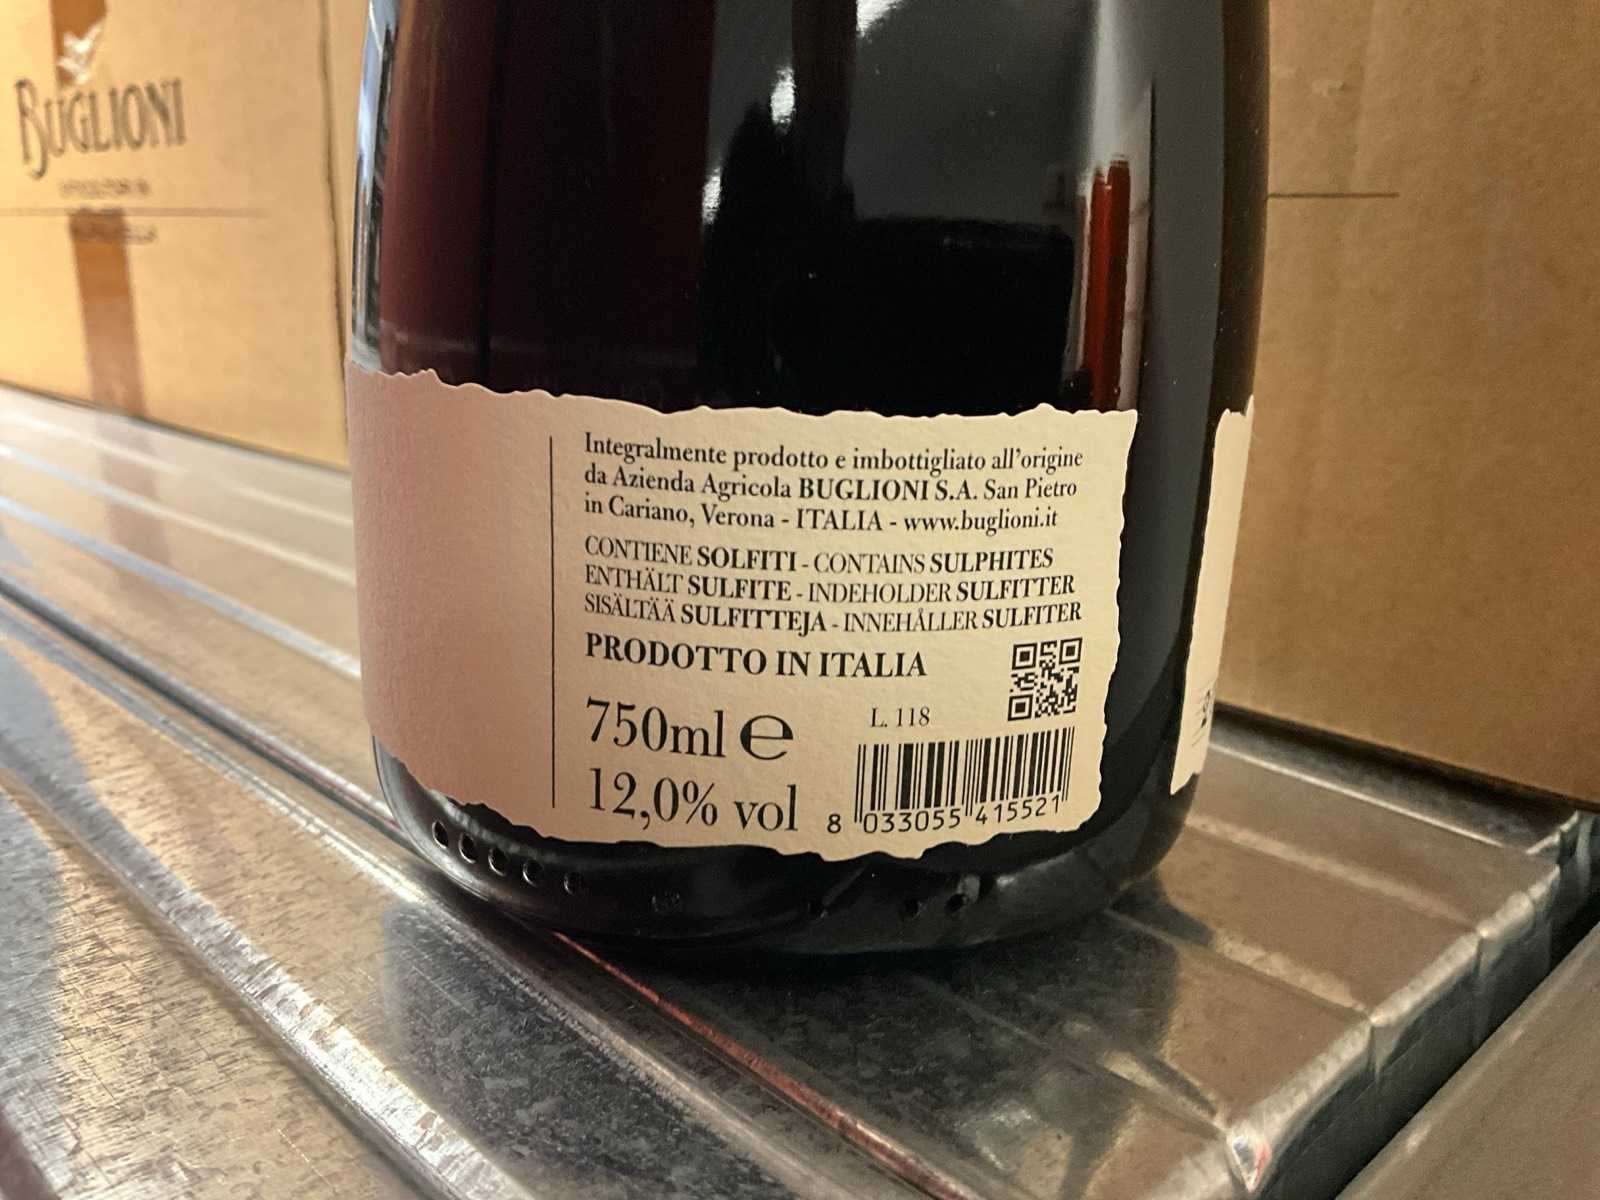 BUGLIONI
Integralmente prodotto e imbottigliato all'origine
da Azienda Agricola BUGLIONI S.A. San Pietro
in Cariano, Verona - ITALIA - www.buglioni.it
CONTIENE SOLFITI - CONTAINS SULPHITES
ENTHÄLT SULFITE - INDEHOLDER SULFITTER
SISÄLTÄÄ SULFITTEJA - INNEHÅLLER SULFITER
PRODOTTO IN ITALIA
750ml ℮
L. 118
12,0% vol
8 033055 415521